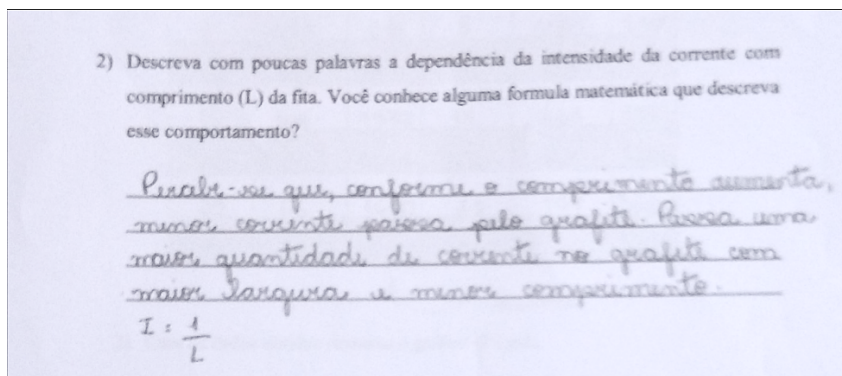 2) Descreva com poucas palavras a dependência da intensidade da corrente com
comprimento (L) da fita. Você conhece alguma formula matemática que descreva
esse comportamento?
Percebe-se que, conforme o comprimento aumenta,
menor corrente passa pelo grafite. Passa uma
maior quantidade de corrente no grafite com
maior largura e menor comprimento.
I = 1
L